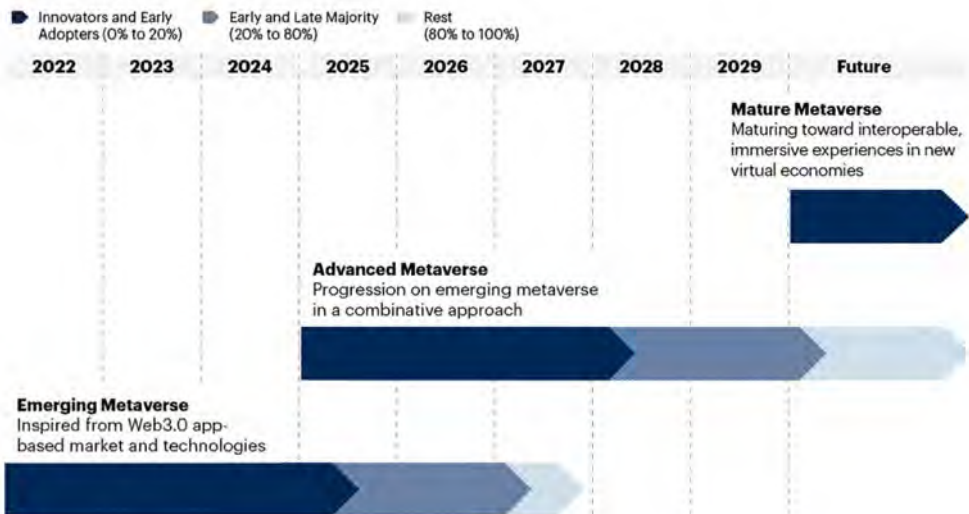 Innovators and Early
Adopters (0% to 20%)
Early and Late Majority
(20% to 80%)
Rest
(80% to 100%)
2022 2023 2024 2025 2026 2027 2028 2029 Future
Mature Metaverse
Maturing toward interoperable,
immersive experiences in new
virtual economies
Advanced Metaverse
Progression on emerging metaverse
in a combinative approach
Emerging Metaverse
Inspired from Web3.0 app-
based market and technologies